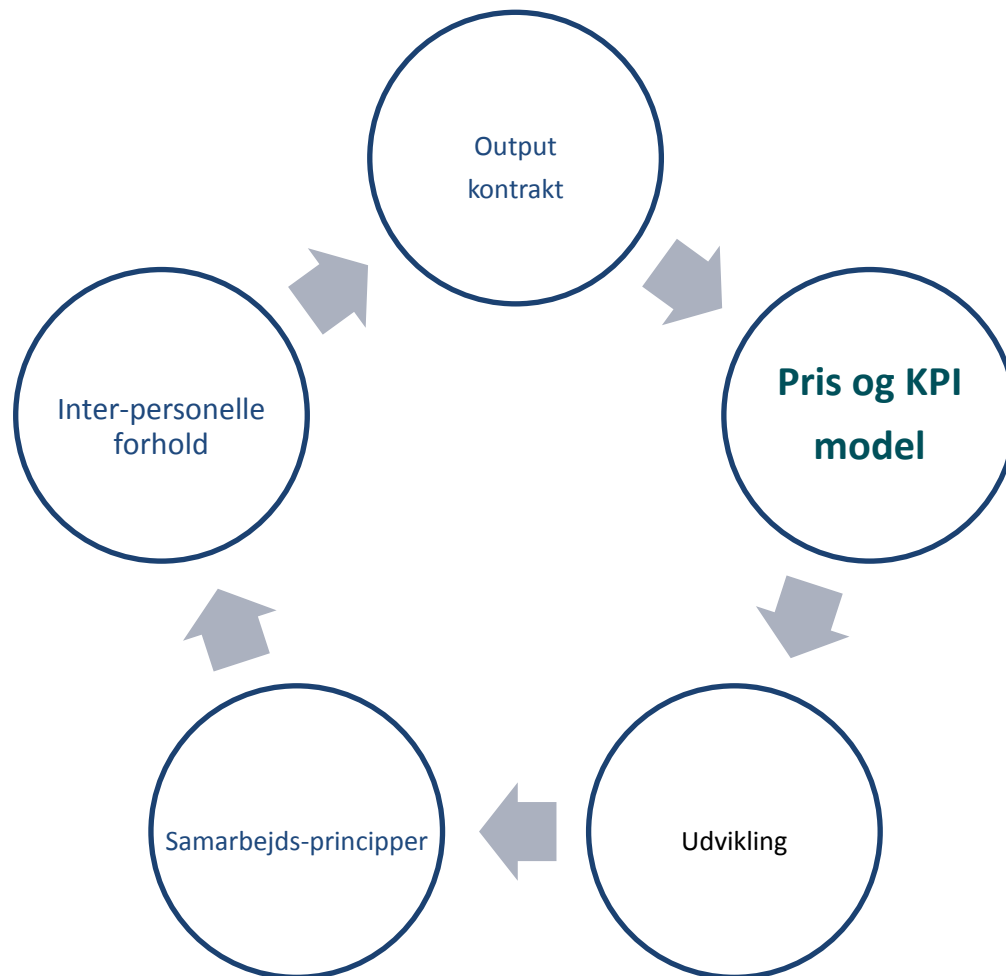 Output
kontrakt
Pris og KPI
model
Udvikling
Samarbejds-principper
Inter-personelle
forhold